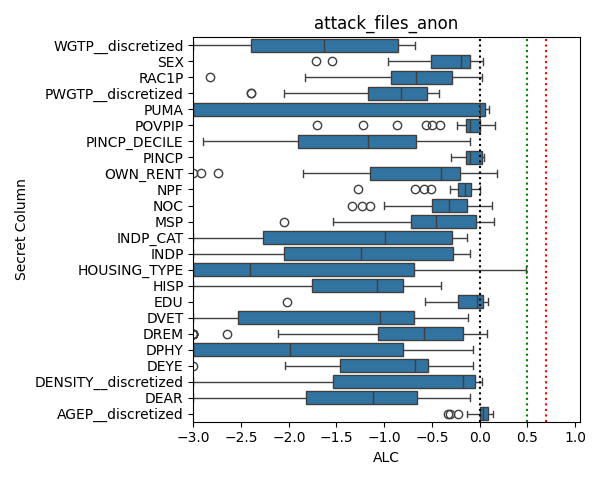 attack_files_anon
WGTP__discretized
SEX
RAC1P
PWGTP__discretized
PUMA
POVPIP
PINCP_DECILE
PINCP
OWN_RENT
NPF
NOC
MSP
INDP_CAT
INDP
HOUSING_TYPE
HISP
EDU
DVET
DREM
DPHY
DEYE
DENSITY__discretized
DEAR
AGEP__discretized
Secret Column
−3.0 −2.5 −2.0 −1.5 −1.0 −0.5 0.0 0.5 1.0
ALC